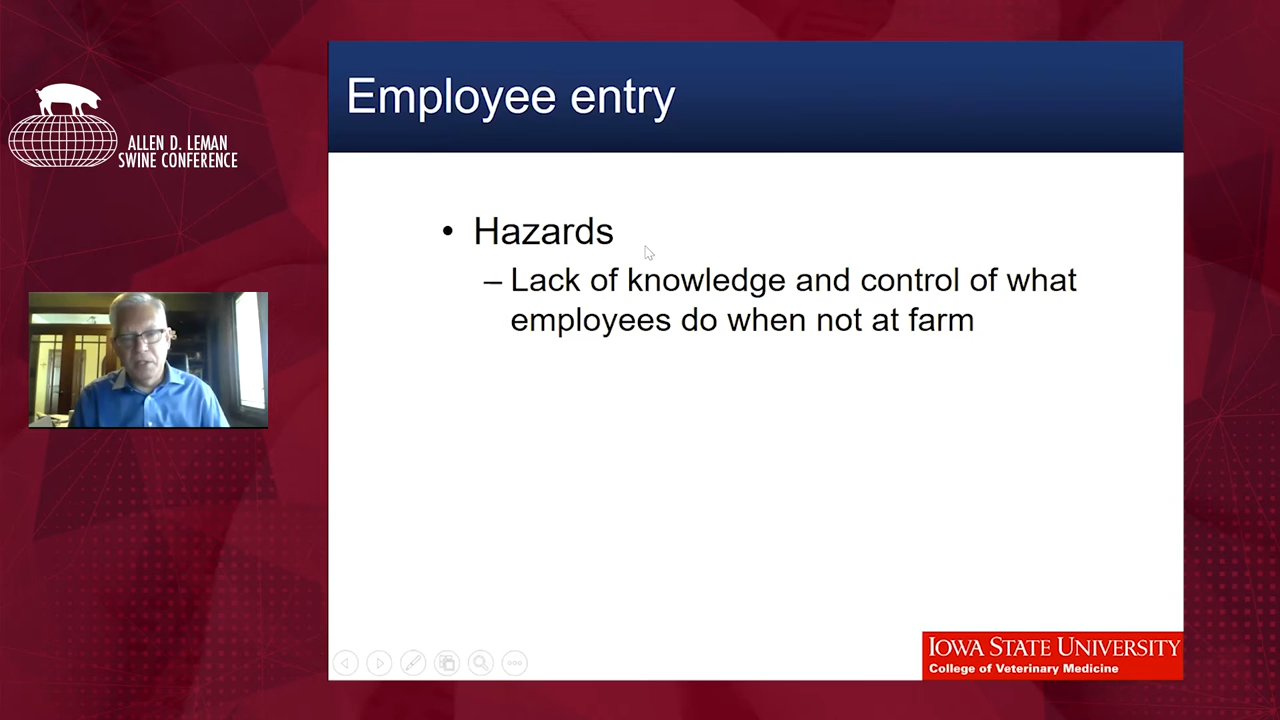 Employee entry
ALLEN D. LEMAN
SWINE CONFERENCE
• Hazards
– Lack of knowledge and control of what
employees do when not at farm
IOWA STATE UNIVERSITY
College of Veterinary Medicine